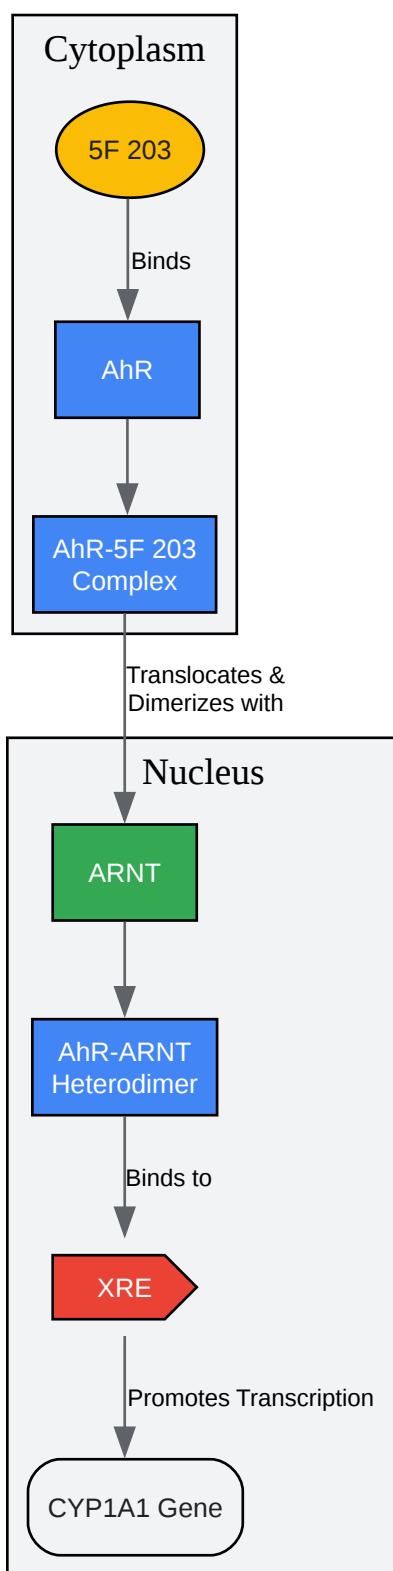 Cytoplasm
5F 203
Binds
AhR
AhR-5F 203
Complex
Translocates &
Dimerizes with
Nucleus
ARNT
AhR-ARNT
Heterodimer
Binds to
XRE
Promotes Transcription
CYP1A1 Gene